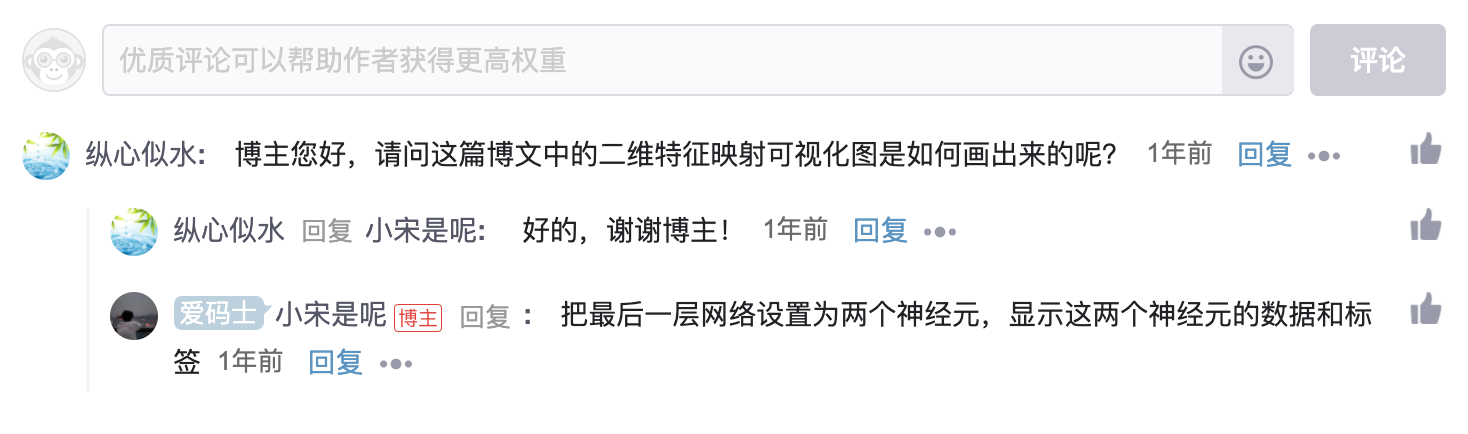 优质评论可以帮助作者获得更高权重 评论
纵心似水: 博主您好，请问这篇博文中的二维特征映射可视化图是如何画出来的呢？ 1年前 回复
纵心似水 回复 小宋是呢: 好的，谢谢博主！ 1年前 回复
爱码士 小宋是呢 博主 回复 : 把最后一层网络设置为两个神经元，显示这两个神经元的数据和标
签 1年前 回复